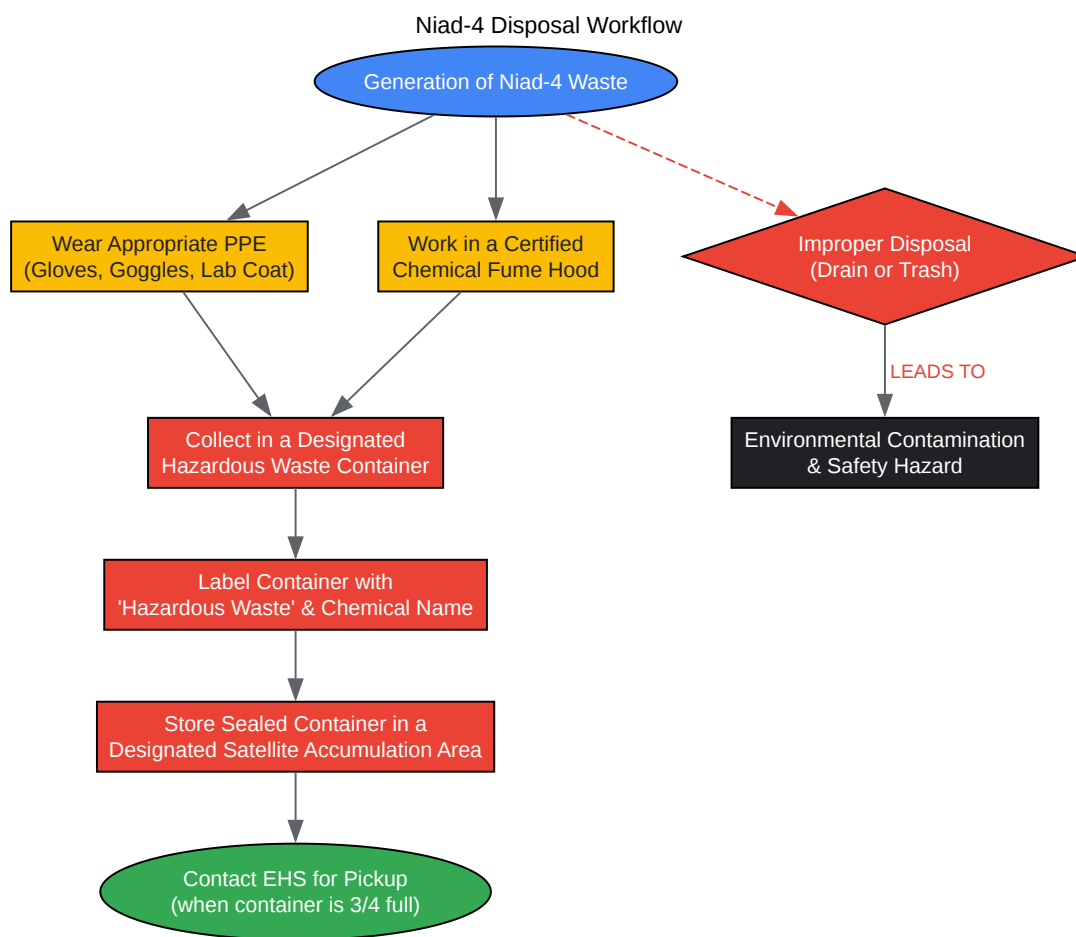 Niad-4 Disposal Workflow
Generation of Niad-4 Waste
Wear Appropriate PPE
(Gloves, Goggles, Lab Coat)
Work in a Certified
Chemical Fume Hood
Improper Disposal
(Drain or Trash)
LEADS TO
Collect in a Designated
Hazardous Waste Container
Environmental Contamination
& Safety Hazard
Label Container with
'Hazardous Waste' & Chemical Name
Store Sealed Container in a
Designated Satellite Accumulation Area
Contact EHS for Pickup
(when container is 3/4 full)